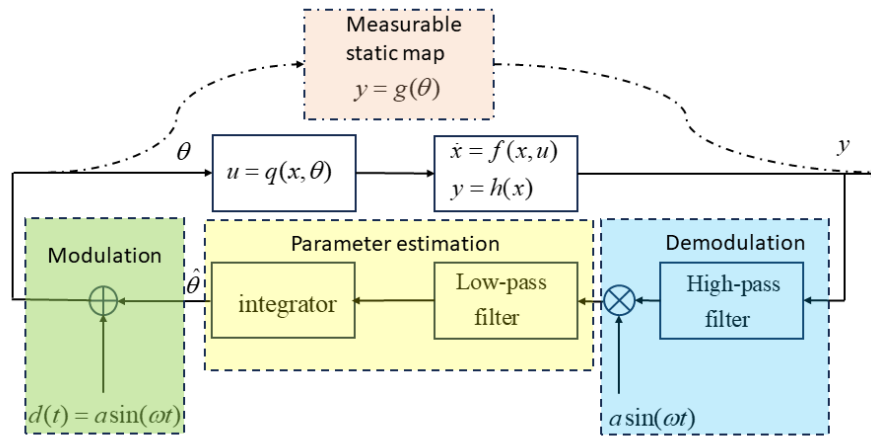 Measurable
static map
y = g(θ)
θ
u = q(x,θ)
ẋ = f(x,u)
y = h(x)
y
Modulation
Parameter estimation
Demodulation
θ̂
integrator
Low-pass
filter
High-pass
filter
d(t) = a sin(ωt)
a sin(ωt)